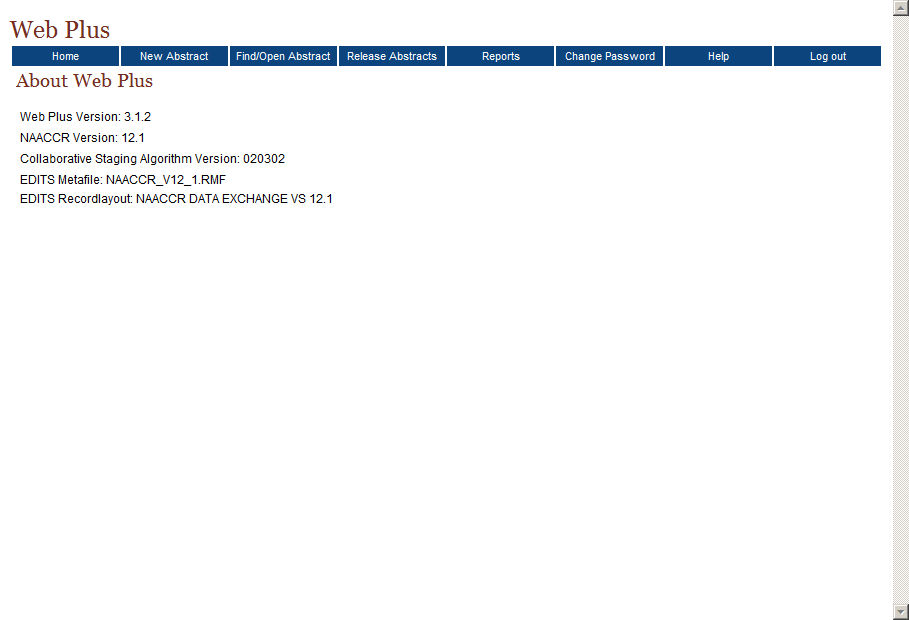 Web Plus
Home New Abstract Find/Open Abstract Release Abstracts Reports Change Password Help Log out
About Web Plus
Web Plus Version: 3.1.2
NAACCR Version: 12.1
Collaborative Staging Algorithm Version: 020302
EDITS Metafile: NAACCR_V12_1.RMF
EDITS Recordlayout: NAACCR DATA EXCHANGE VS 12.1